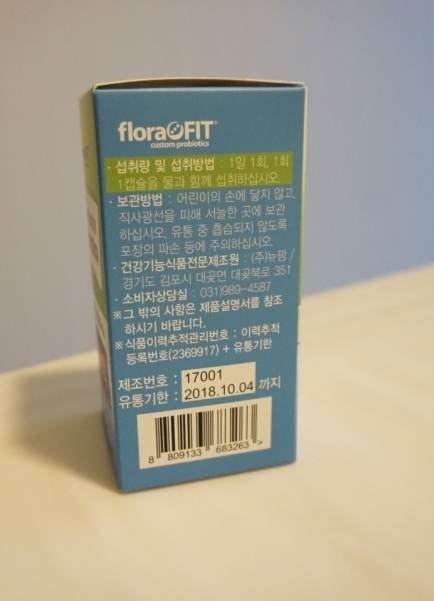 floraFIT®
custom probiotics
· 섭취량 및 섭취방법 : 1일 1회, 1회
1캡슐을 물과 함께 섭취하십시오.
· 보관방법 : 어린이의 손에 닿지 않고,
직사광선을 피해 서늘한 곳에 보관
하십시오. 유통 중 흡습되지 않도록
포장의 파손 등에 주의하십시오.
· 건강기능식품전문제조원 : (주)뉴팜 /
경기도 김포시 대곶면 대곶북로 351
· 소비자상담실 : 031)989-4587
※그 밖의 사항은 제품설명서를 참조
하시기 바랍니다.
※식품이력추적관리번호 : 이력추적
등록번호(2369917) + 유통기한
제조번호 : 17001
유통기한 : 2018.10.04 까지
8 809133 683263 >